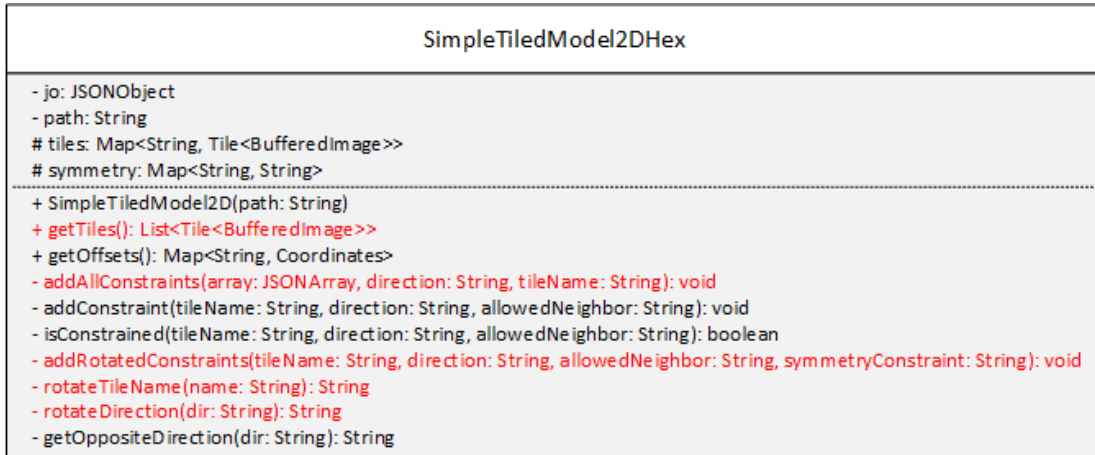 SimpleTiledModel2DHex
- jo: JSONObject
- path: String
# tiles: Map<String, Tile<BufferedImage>>
# symmetry: Map<String, String>
+ SimpleTiledModel2D(path: String)
+ getTiles(): List<Tile<BufferedImage>>
+ getOffsets(): Map<String, Coordinates>
- addAllConstraints(array: JSONArray, direction: String, tileName: String): void
- addConstraint(tileName: String, direction: String, allowedNeighbor: String): void
- isConstrained(tileName: String, direction: String, allowedNeighbor: String): boolean
- addRotatedConstraints(tileName: String, direction: String, allowedNeighbor: String, symmetryConstraint: String): void
- rotateTileName(name: String): String
- rotateDirection(dir: String): String
- getOppositeDirection(dir: String): String